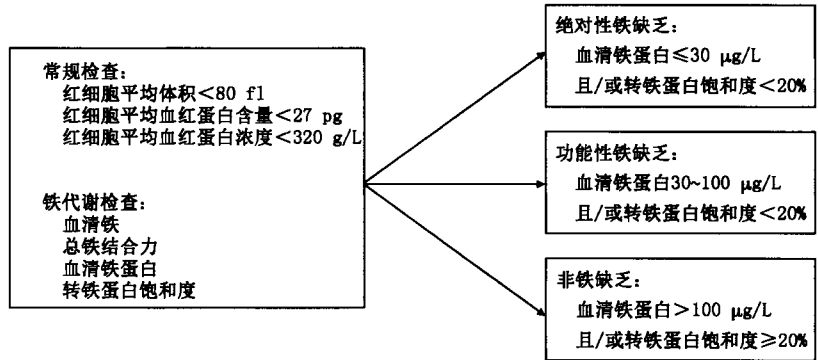 常规检查：
红细胞平均体积＜80 fl
红细胞平均血红蛋白含量＜27 pg
红细胞平均血红蛋白浓度＜320 g/L
铁代谢检查：
血清铁
总铁结合力
血清铁蛋白
转铁蛋白饱和度
绝对性铁缺乏：
血清铁蛋白≤30 μg/L
且/或转铁蛋白饱和度＜20%
功能性铁缺乏：
血清铁蛋白30~100 μg/L
且/或转铁蛋白饱和度＜20%
非铁缺乏：
血清铁蛋白＞100 μg/L
且/或转铁蛋白饱和度≥20%